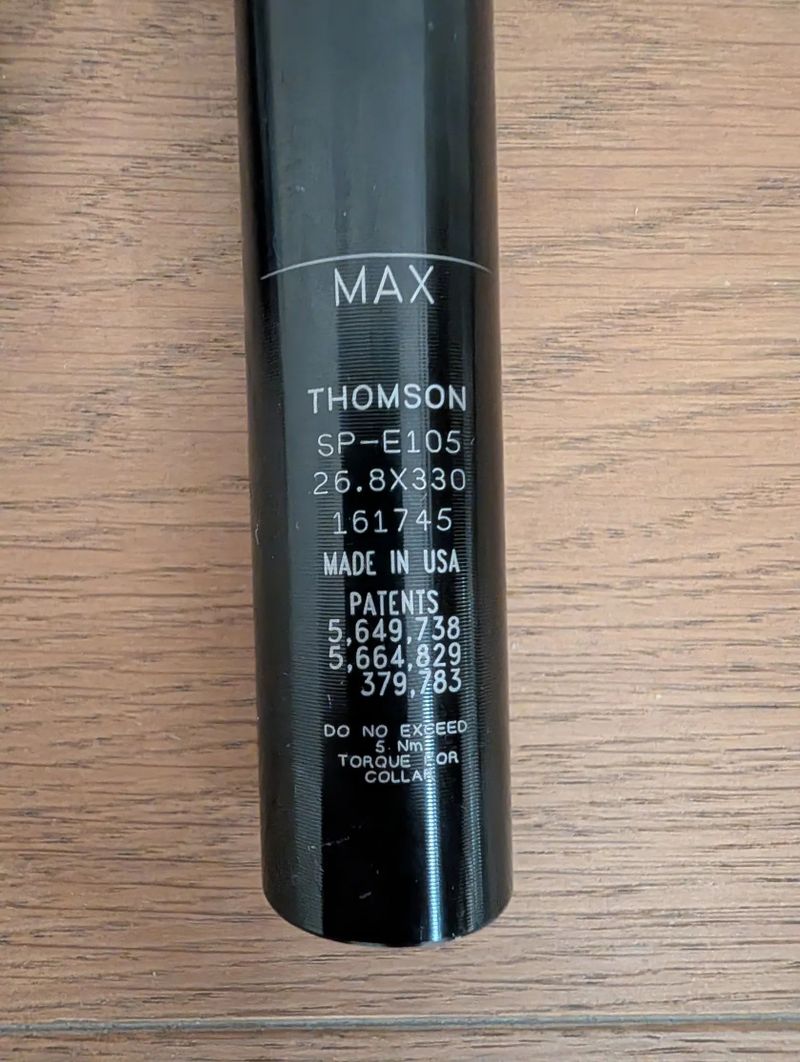 MAX
THOMSON
SP-E105
26.8X330
161745
MADE IN USA
PATENTS
5,649,738
5,664,829
379,783
DO NO EXCEED
5 Nm
TORQUE FOR
COLLAR